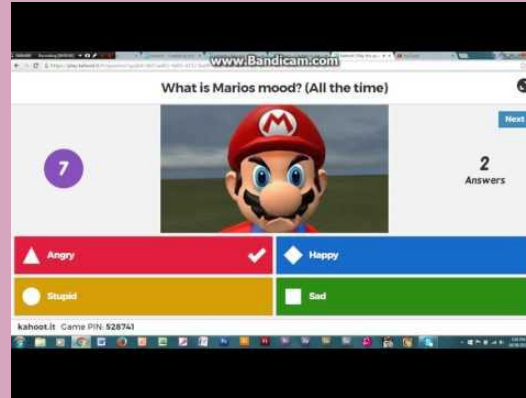 www.Bandicam.com
What is Marios mood? (All the time)
Next
7
M
2
Answers
Angry
Happy
Stupid
Sad
kahoot.it Game PIN: 528741